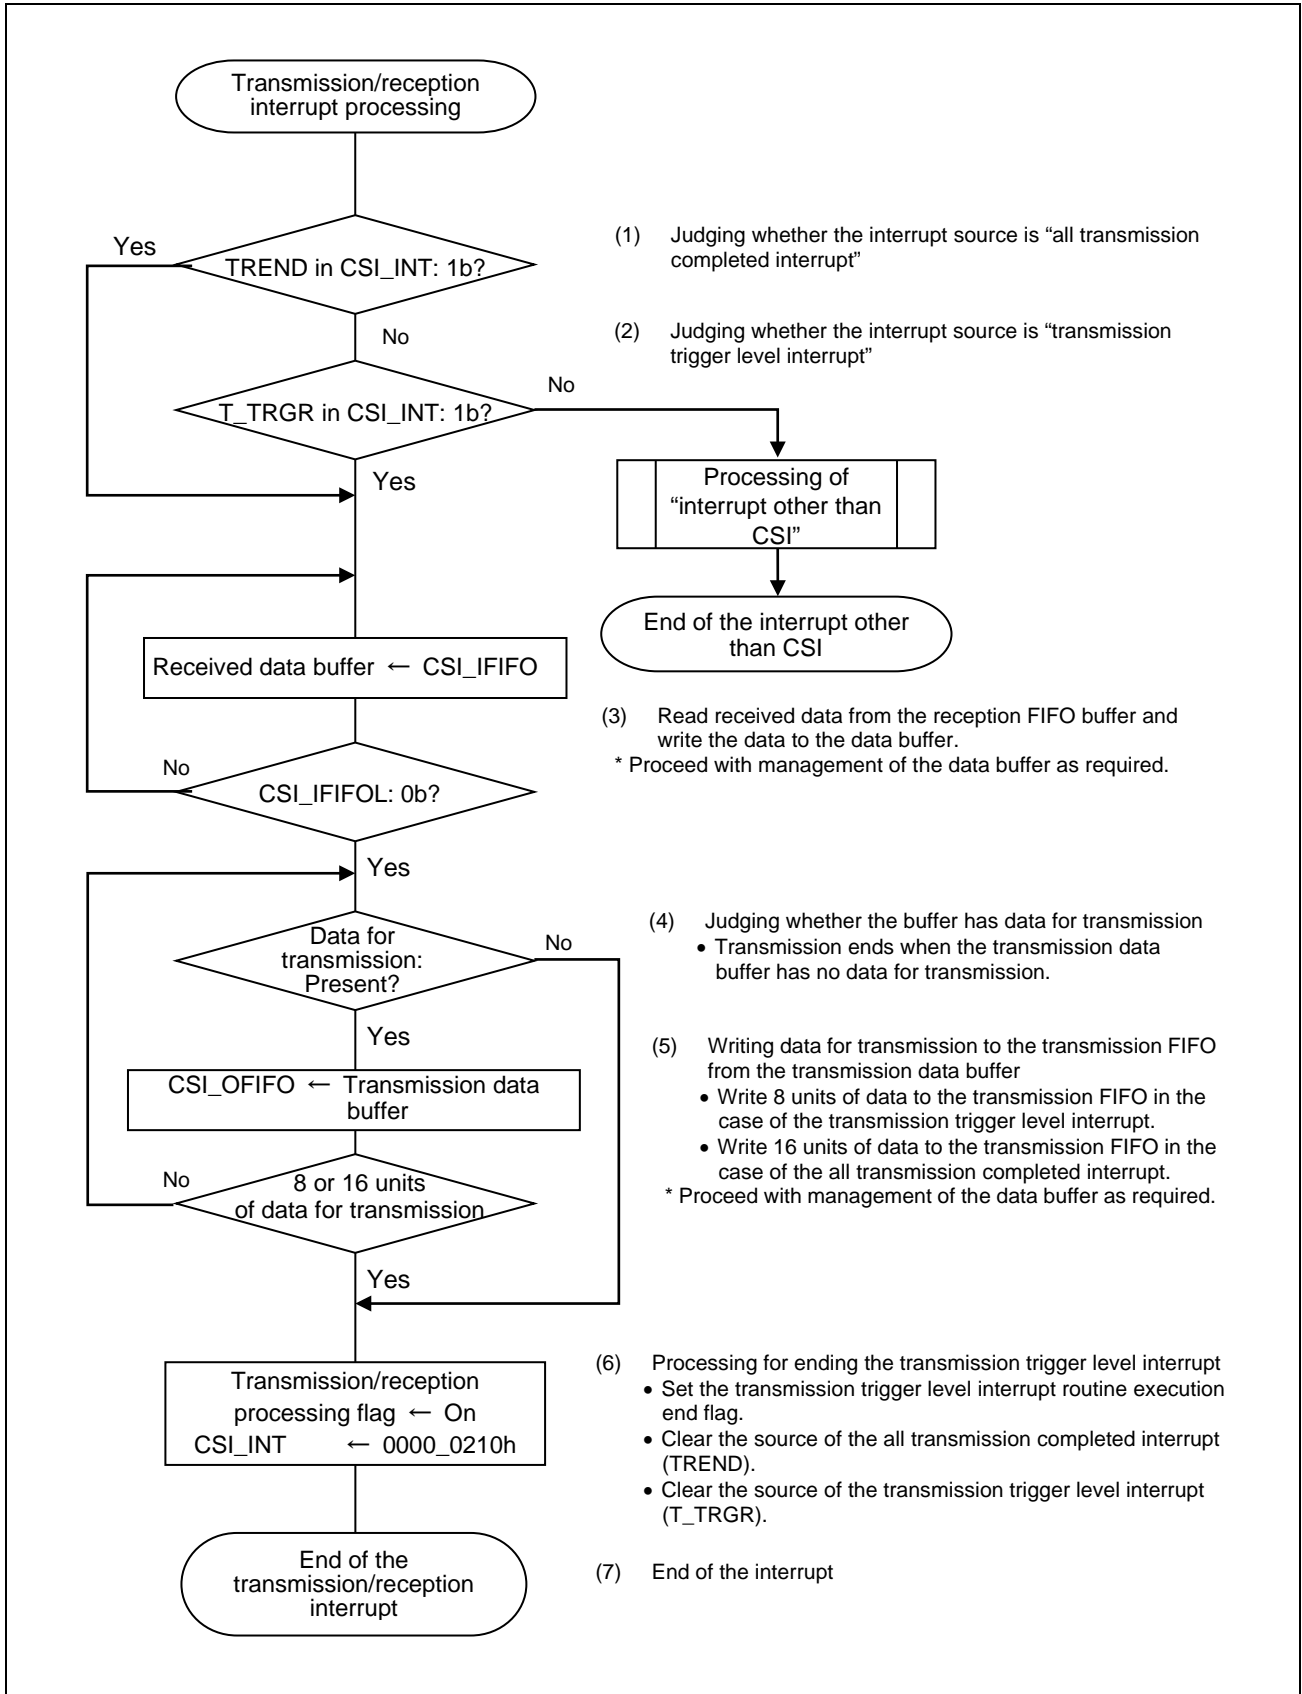 Transmission/reception
interrupt processing
Yes
TREND in CSI_INT: 1b?
(1) Judging whether the interrupt source is “all transmission
completed interrupt”
No
(2) Judging whether the interrupt source is “transmission
trigger level interrupt”
No
T_TRGR in CSI_INT: 1b?
Yes
Processing of
“interrupt other than
CSI”
End of the interrupt other
than CSI
Received data buffer ← CSI_IFIFO
(3) Read received data from the reception FIFO buffer and
write the data to the data buffer.
* Proceed with management of the data buffer as required.
No
CSI_IFIFOL: 0b?
Yes
Data for
transmission:
Present?
No
(4) Judging whether the buffer has data for transmission
• Transmission ends when the transmission data
buffer has no data for transmission.
Yes
(5) Writing data for transmission to the transmission FIFO
from the transmission data buffer
• Write 8 units of data to the transmission FIFO in the
case of the transmission trigger level interrupt.
• Write 16 units of data to the transmission FIFO in the
case of the all transmission completed interrupt.
* Proceed with management of the data buffer as required.
CSI_OFIFO ← Transmission data
buffer
No
8 or 16 units
of data for transmission
Yes
Transmission/reception
processing flag ← On
CSI_INT ← 0000_0210h
(6) Processing for ending the transmission trigger level interrupt
• Set the transmission trigger level interrupt routine execution
end flag.
• Clear the source of the all transmission completed interrupt
(TREND).
• Clear the source of the transmission trigger level interrupt
(T_TRGR).
End of the
transmission/reception
interrupt
(7) End of the interrupt